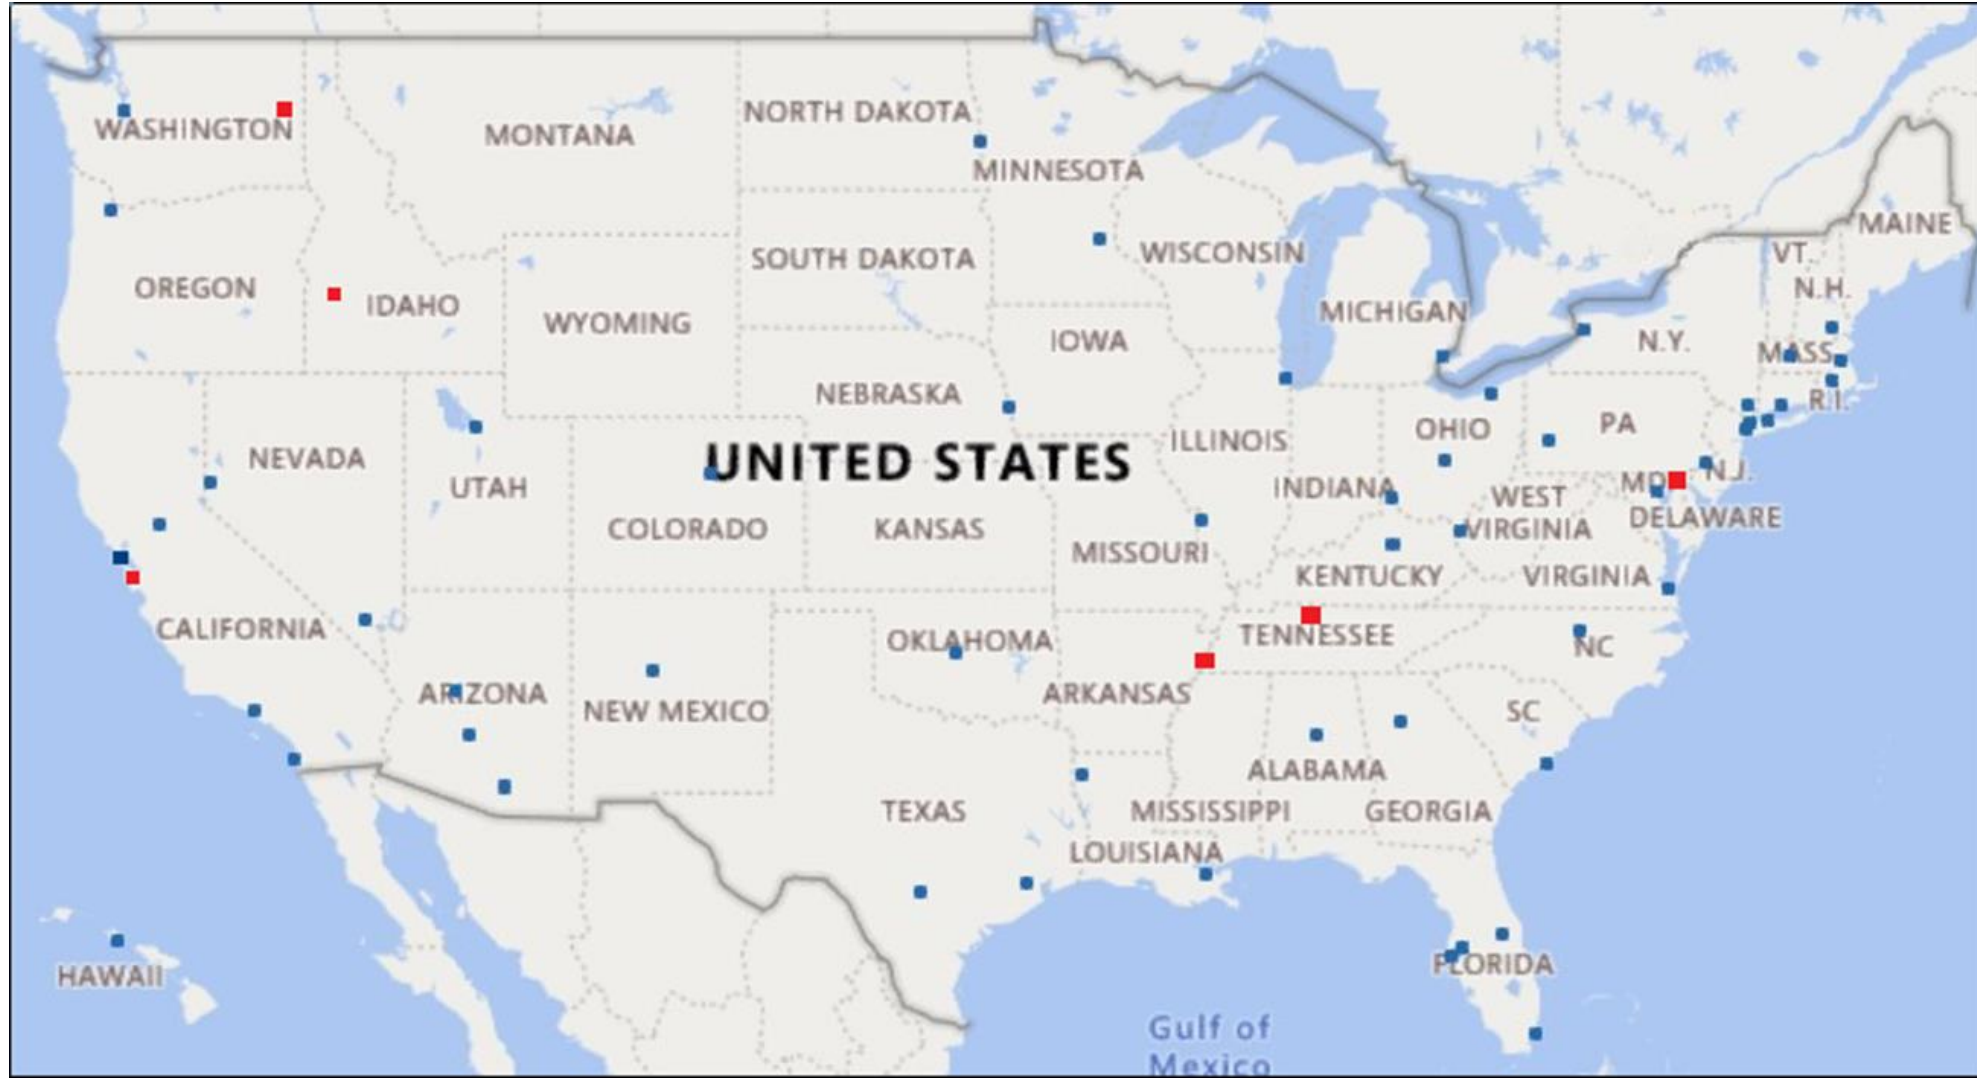 WASHINGTON
MONTANA
NORTH DAKOTA
MINNESOTA
MAINE
VT.
N.H.
SOUTH DAKOTA
WISCONSIN
OREGON
IDAHO
WYOMING
MICHIGAN
IOWA
N.Y.
MASS.
NEBRASKA
R.I.
PA
OHIO
ILLINOIS
NEVADA
UNITED STATES
UTAH
INDIANA
MD
N.J.
WEST
VIRGINIA
DELAWARE
COLORADO
KANSAS
MISSOURI
KENTUCKY
VIRGINIA
CALIFORNIA
OKLAHOMA
TENNESSEE
NC
ARIZONA
NEW MEXICO
ARKANSAS
SC
ALABAMA
TEXAS
MISSISSIPPI
GEORGIA
LOUISIANA
FLORIDA
HAWAII
Gulf of
Mexico